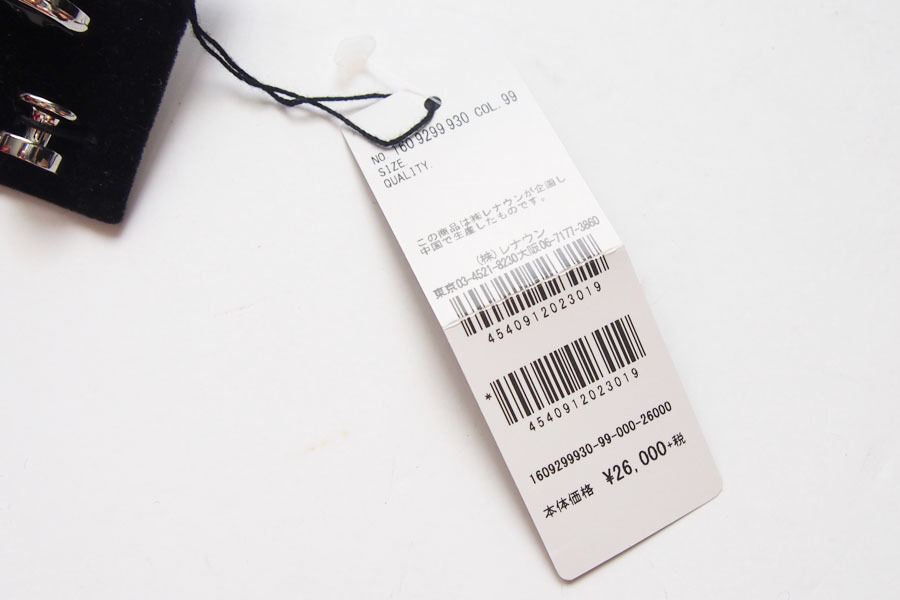 NO. 160 9299 930 COL. 99
SIZE.
QUALITY.
この商品は㈱レナウンが企画し
中国で生産したものです。
(株)レナウン
東京03-4521-8230大阪06-7177-3860
4540912023019
*
4540912023019
1609299930-99-000-26000
本体価格 ¥26,000+税